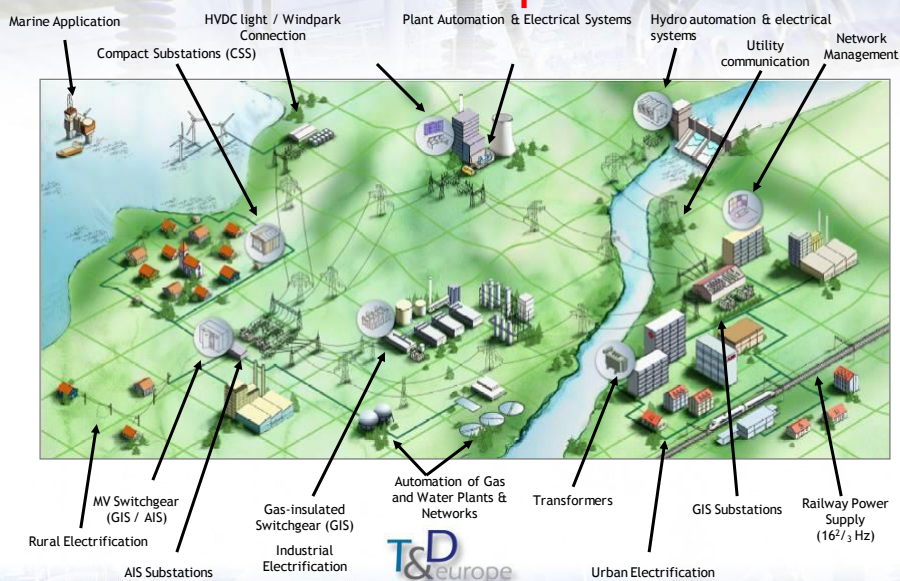 Marine Application
HVDC light / Windpark
Connection
Plant Automation & Electrical Systems
Hydro automation & electrical
systems
Compact Substations (CSS)
Utility
communication
Network
Management
MV Switchgear
(GIS / AIS)
Rural Electrification
AIS Substations
Gas-insulated
Switchgear (GIS)
Industrial
Electrification
Automation of Gas
and Water Plants &
Networks
Transformers
GIS Substations
Railway Power
Supply
(16²/₃ Hz)
Urban Electrification
T&D
europe